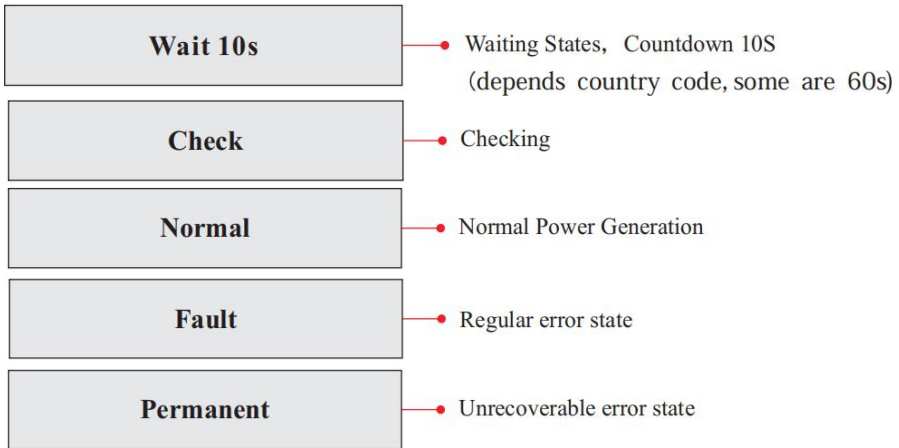 Wait 10s
Waiting States, Countdown 10S
(depends country code, some are 60s)
Check
Checking
Normal
Normal Power Generation
Fault
Regular error state
Permanent
Unrecoverable error state